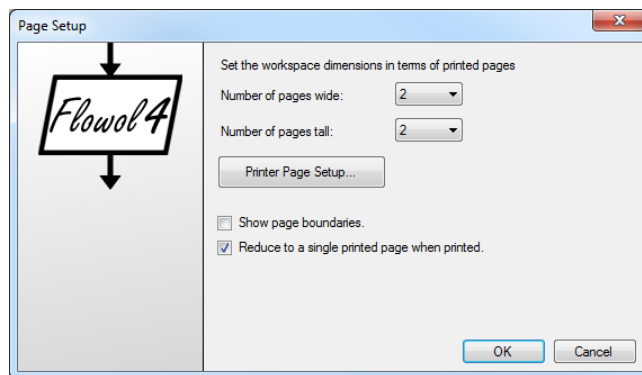 Page Setup
Flowol 4
Set the workspace dimensions in terms of printed pages
Number of pages wide: 2
Number of pages tall: 2
Printer Page Setup...
Show page boundaries.
Reduce to a single printed page when printed.
OK Cancel